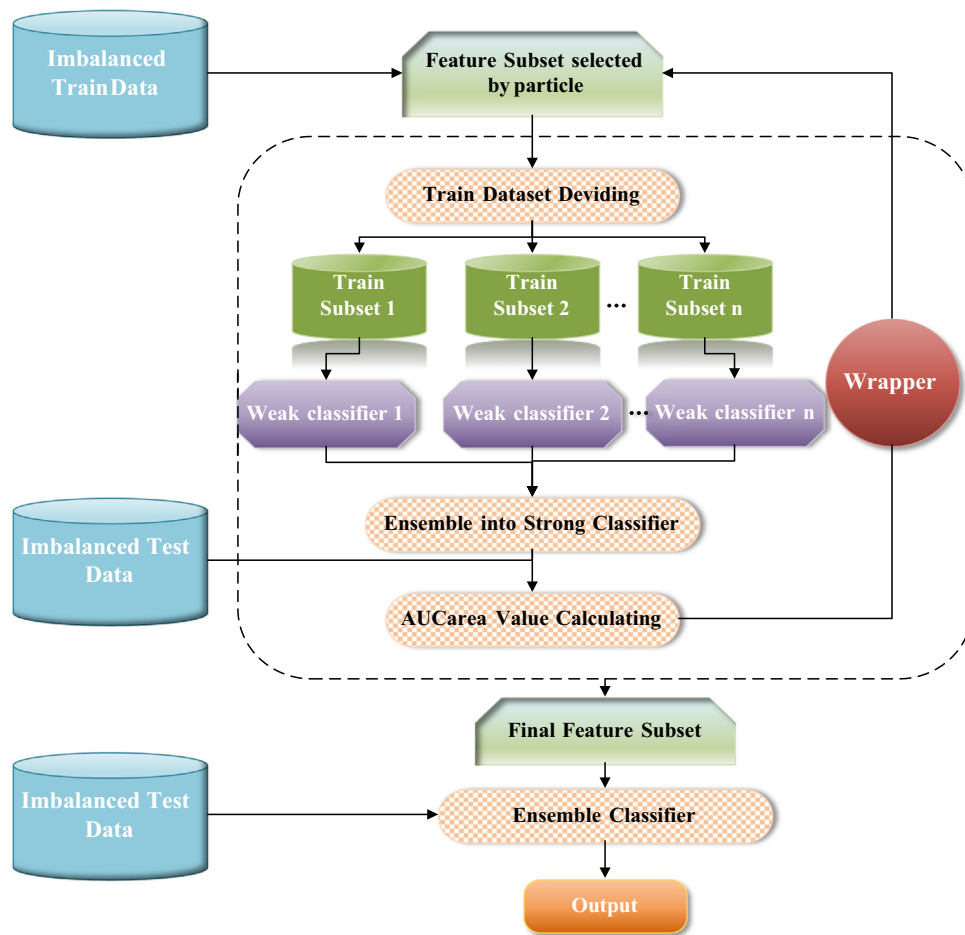 Imbalanced
TrainData
Feature Subset selected
by particle
Train Dataset Deviding
Train
Subset 1
Train
Subset 2
...
Train
Subset n
Wrapper
Weak classifier 1
Weak classifier 2
...
Weak classifier n
Ensemble into Strong Classifier
Imbalanced Test
Data
AUCarea Value Calculating
Final Feature Subset
Imbalanced Test
Data
Ensemble Classifier
Output